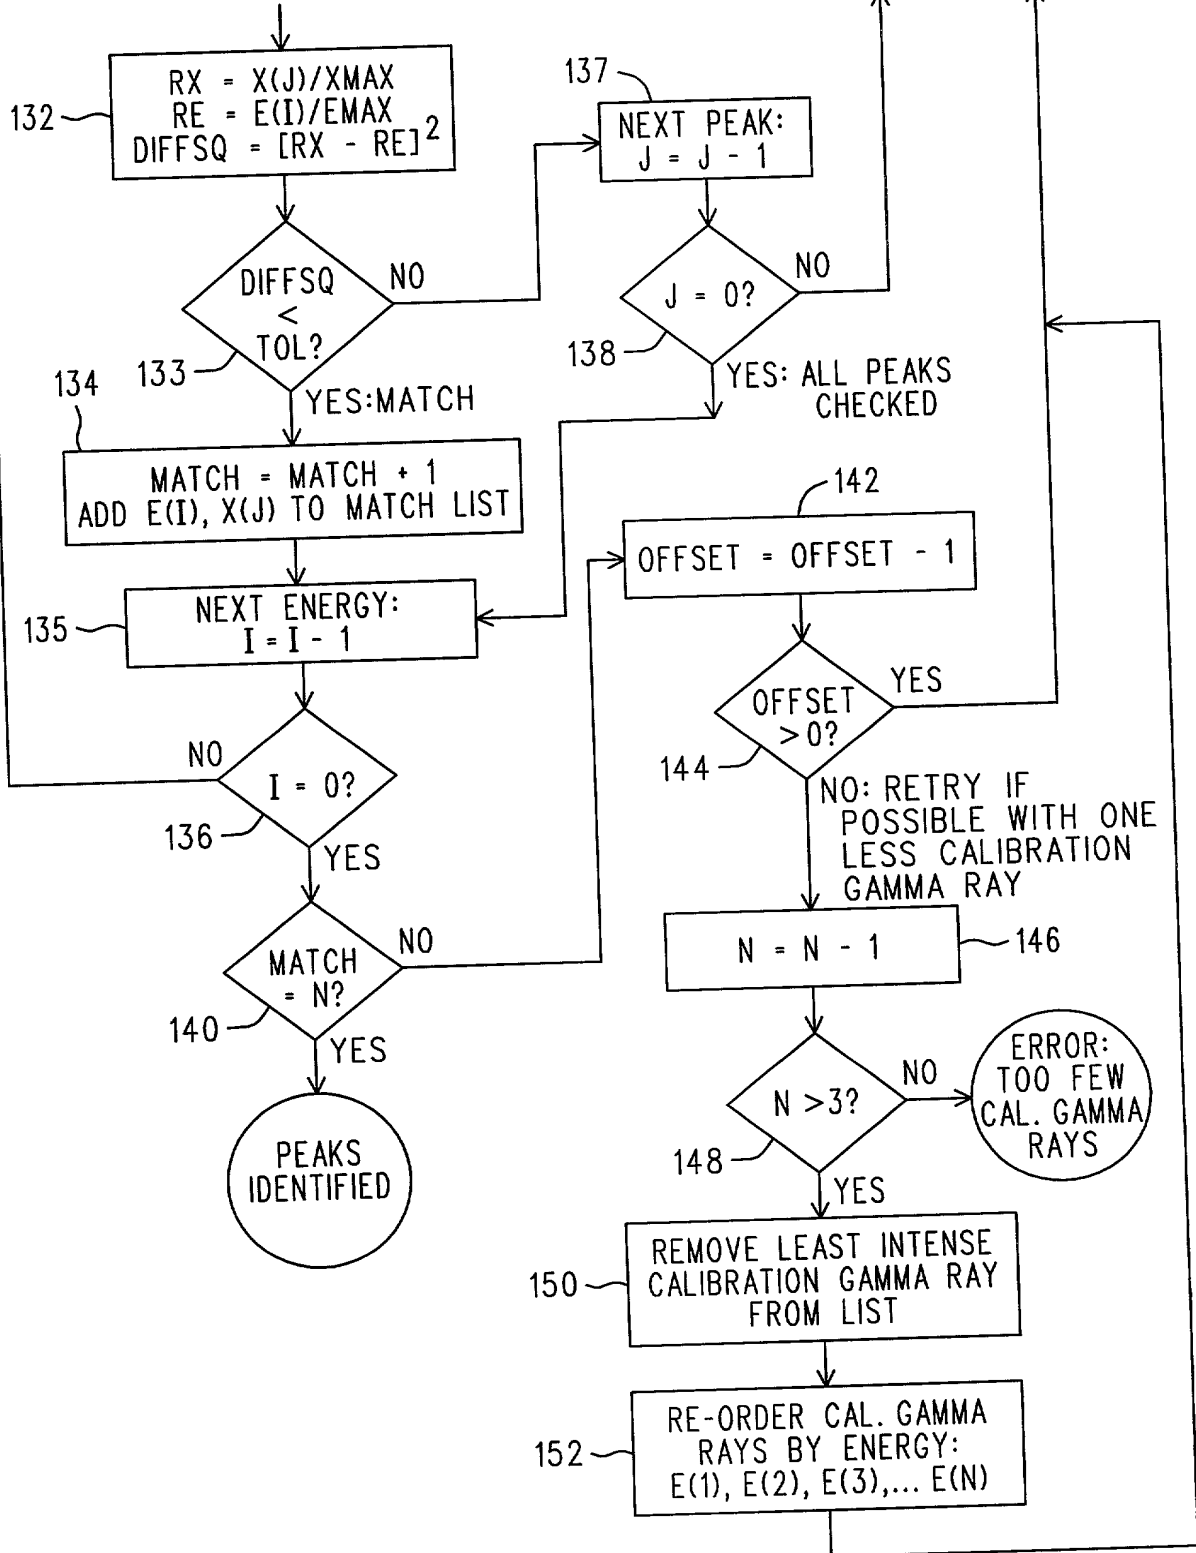 132
RX = X(J)/XMAX
RE = E(I)/EMAX
DIFFSQ = [RX - RE]2
137
NEXT PEAK:
J = J - 1
DIFFSQ
<
TOL?
NO
133
YES:MATCH
J = 0?
NO
138
YES: ALL PEAKS
CHECKED
134
MATCH = MATCH + 1
ADD E(I), X(J) TO MATCH LIST
142
OFFSET = OFFSET - 1
135
NEXT ENERGY:
I = I - 1
OFFSET
>0?
YES
144
NO: RETRY IF
POSSIBLE WITH ONE
LESS CALIBRATION
GAMMA RAY
NO
I = 0?
136
YES
N = N - 1
146
MATCH
= N?
NO
140
YES
N >3?
NO
148
YES
ERROR:
TOO FEW
CAL. GAMMA
RAYS
PEAKS
IDENTIFIED
150
REMOVE LEAST INTENSE
CALIBRATION GAMMA RAY
FROM LIST
152
RE-ORDER CAL. GAMMA
RAYS BY ENERGY:
E(1), E(2), E(3),... E(N)